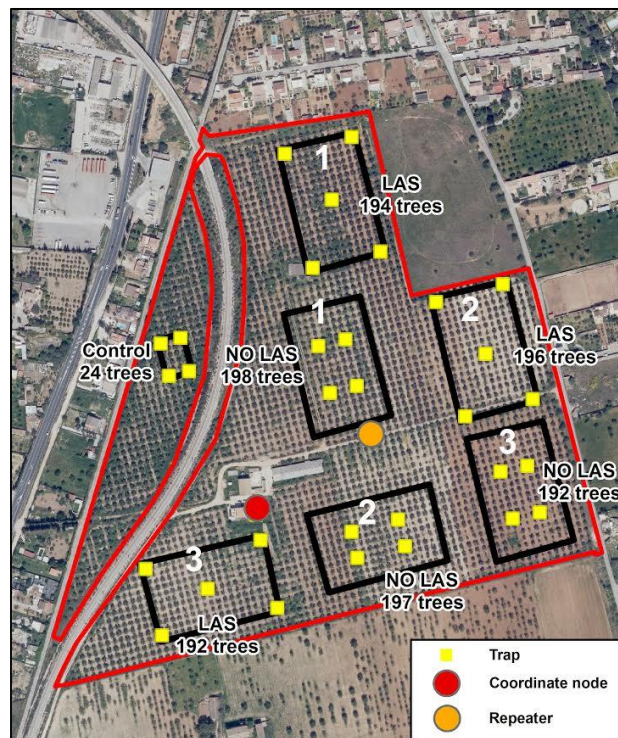 1
LAS
194 trees
1
NO LAS
198 trees
2
LAS
196 trees
Control
24 trees
3
NO LAS
192 trees
2
NO LAS
197 trees
3
LAS
192 trees
Trap
Coordinate node
Repeater